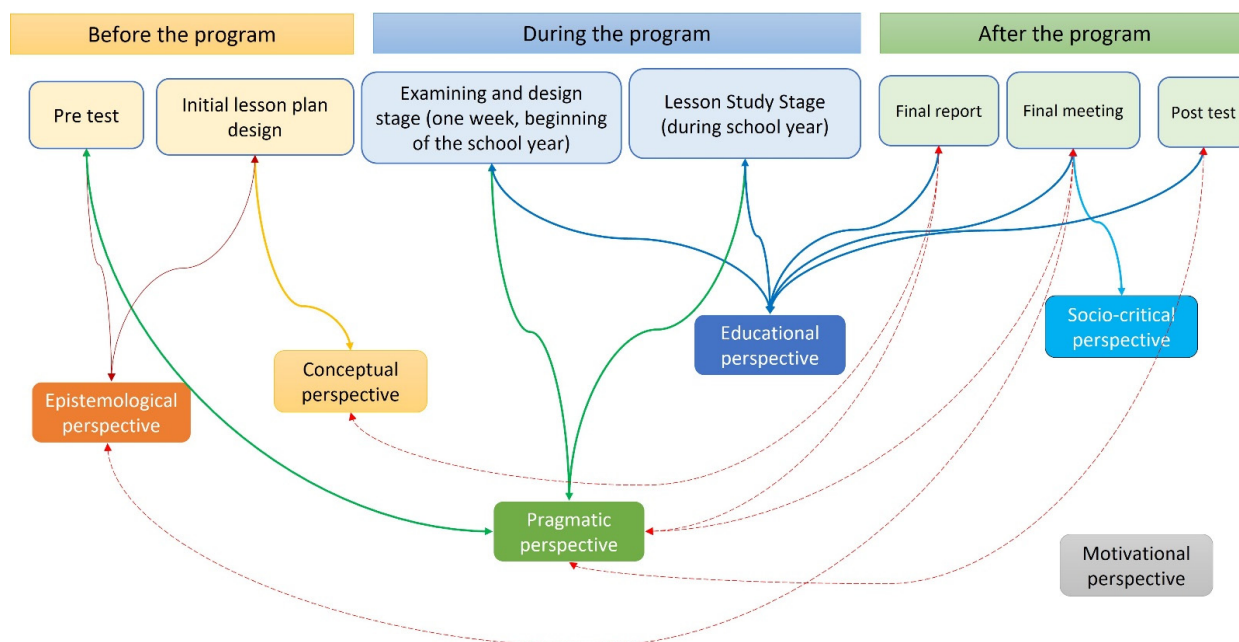 Before the program
During the program
After the program
Pre test
Initial lesson plan
design
Examining and design
stage (one week, beginning
of the school year)
Lesson Study Stage
(during school year)
Final report
Final meeting
Post test
Educational
perspective
Socio-critical
perspective
Conceptual
perspective
Epistemological
perspective
Pragmatic
perspective
Motivational
perspective